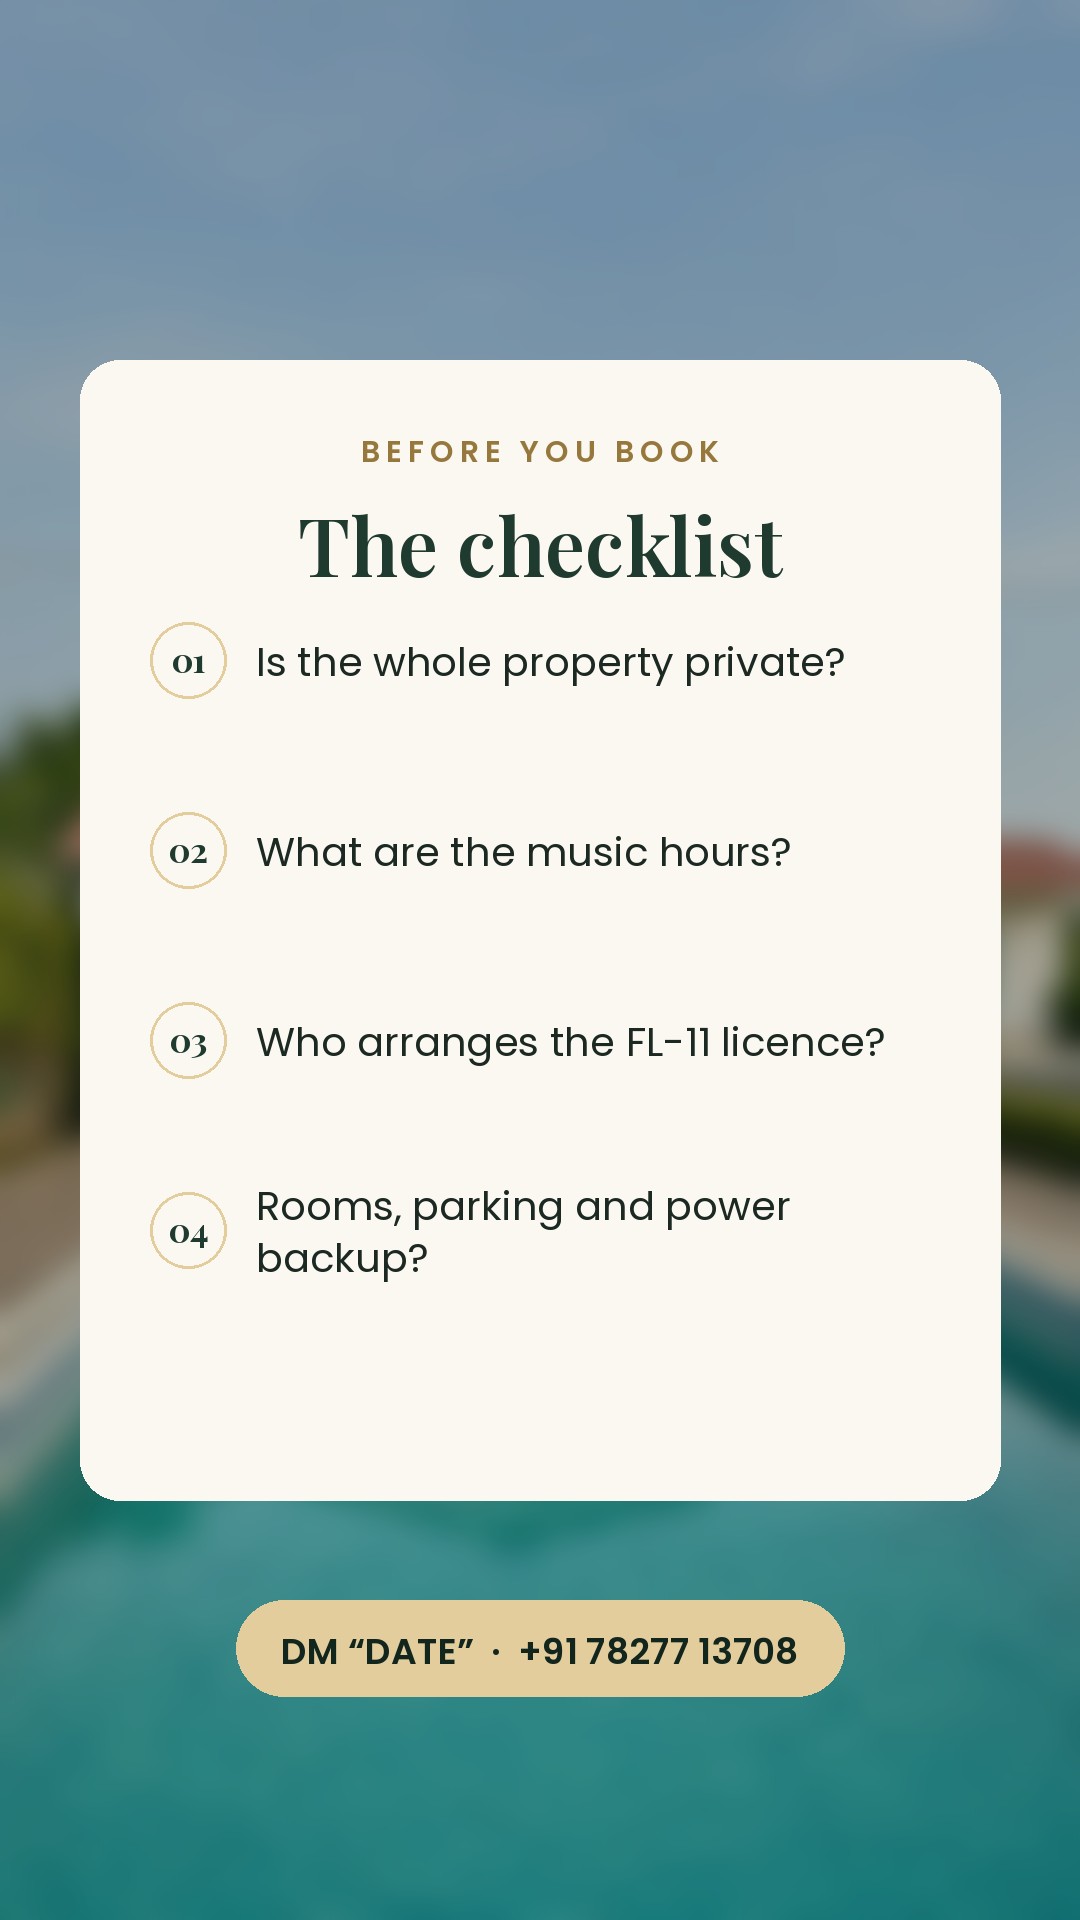 BEFORE YOU BOOK
The checklist
01 Is the whole property private?
02 What are the music hours?
03 Who arranges the FL-11 licence?
04 Rooms, parking and power
backup?
DM “DATE” · +91 78277 13708